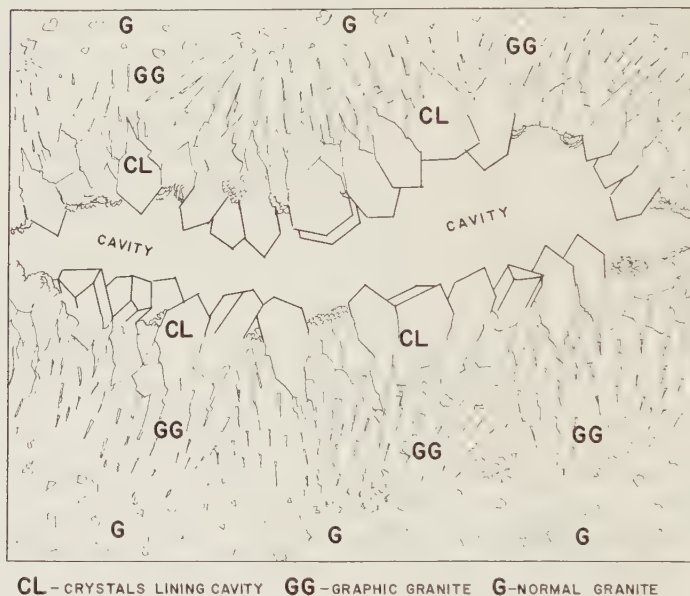 G G
GG GG
CL
CL
CAVITY
CAVITY
CL CL
GG GG GG
G G G
CL – CRYSTALS LINING CAVITY GG – GRAPHIC GRANITE G – NORMAL GRANITE